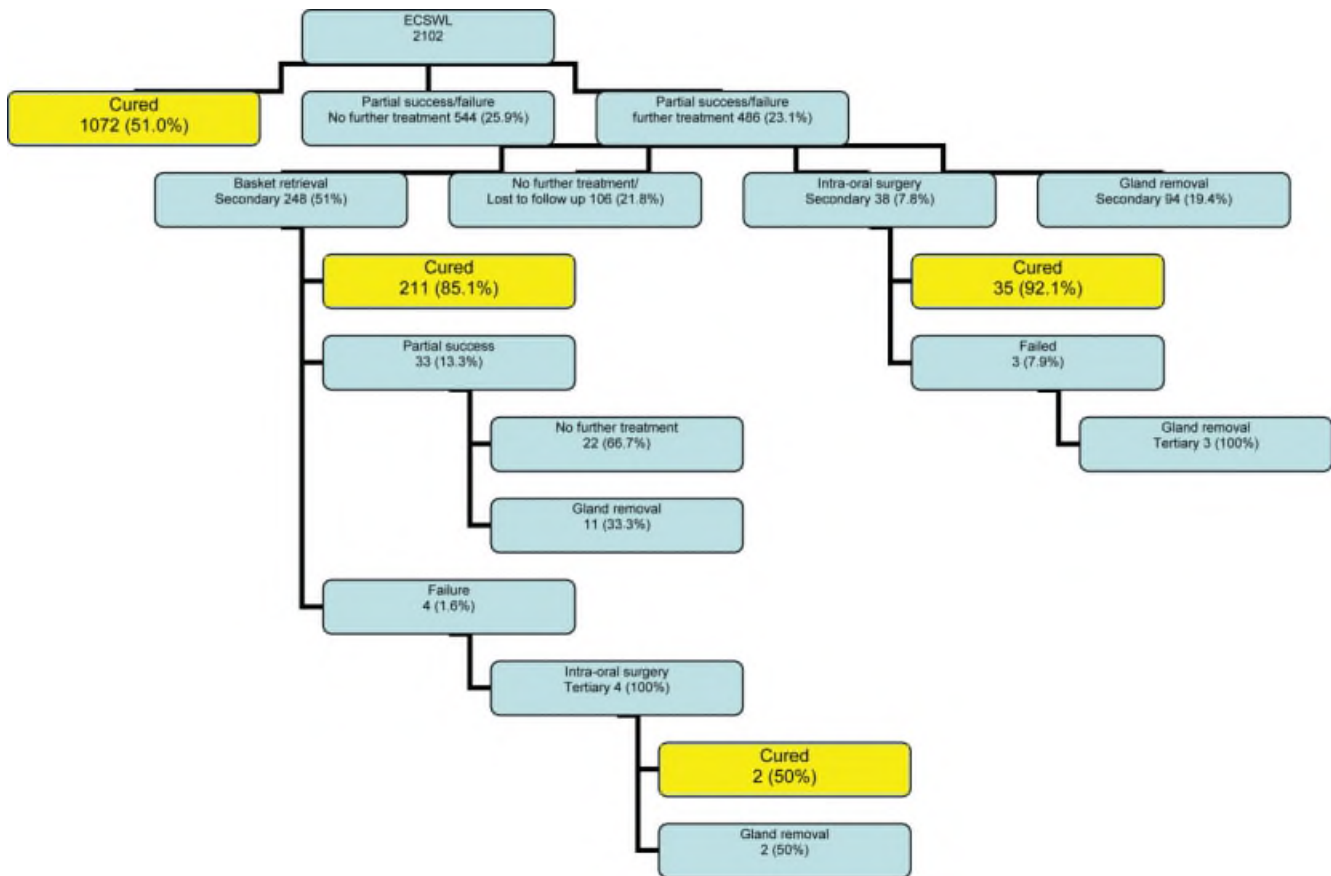 ECSWL
2102
Cured
1072 (51.0%)
Partial success/failure
No further treatment 544 (25.9%)
Partial success/failure
further treatment 486 (23.1%)
Basket retrieval
Secondary 248 (51%)
No further treatment/
Lost to follow up 106 (21.8%)
Intra-oral surgery
Secondary 38 (7.8%)
Gland removal
Secondary 94 (19.4%)
Cured
211 (85.1%)
Cured
35 (92.1%)
Partial success
33 (13.3%)
Failed
3 (7.9%)
No further treatment
22 (66.7%)
Gland removal
Tertiary 3 (100%)
Gland removal
11 (33.3%)
Failure
4 (1.6%)
Intra-oral surgery
Tertiary 4 (100%)
Cured
2 (50%)
Gland removal
2 (50%)